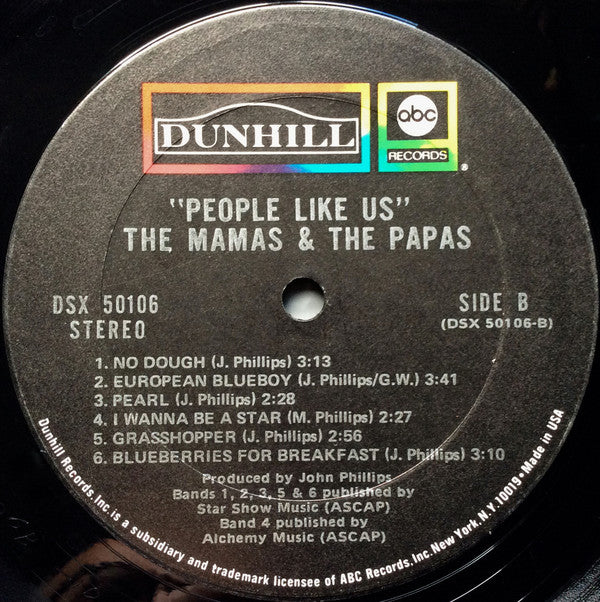 DUNHILL
abc
RECORDS
®
"PEOPLE LIKE US"
THE MAMAS & THE PAPAS
DSX 50106
STEREO
SIDE B
(DSX 50106-B)
1. NO DOUGH (J. Phillips) 3:13
2. EUROPEAN BLUEBOY (J. Phillips/G.W.) 3:41
3. PEARL (J. Phillips) 2:28
4. I WANNA BE A STAR (M. Phillips) 2:27
5. GRASSHOPPER (J. Phillips) 2:56
6. BLUEBERRIES FOR BREAKFAST (J. Phillips) 3:10
Produced by John Phillips
Bands 1, 2, 3, 5 & 6 published by
Star Show Music (ASCAP)
Band 4 published by
Alchemy Music (ASCAP)
Dunhill Records, Inc. is a subsidiary and trademark licensee of ABC Records, Inc. New York, N.Y. 10019 • Made in USA